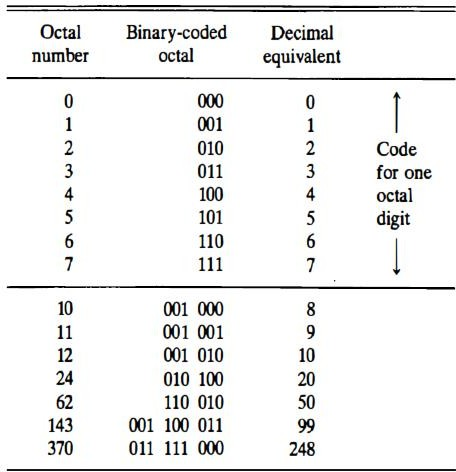 Octal Binary-coded Decimal
number octal equivalent
0 000 0
1 001 1
2 010 2 Code
3 011 3 for one
4 100 4 octal
5 101 5 digit
6 110 6
7 111 7
10 001 000 8
11 001 001 9
12 001 010 10
24 010 100 20
62 110 010 50
143 001 100 011 99
370 011 111 000 248